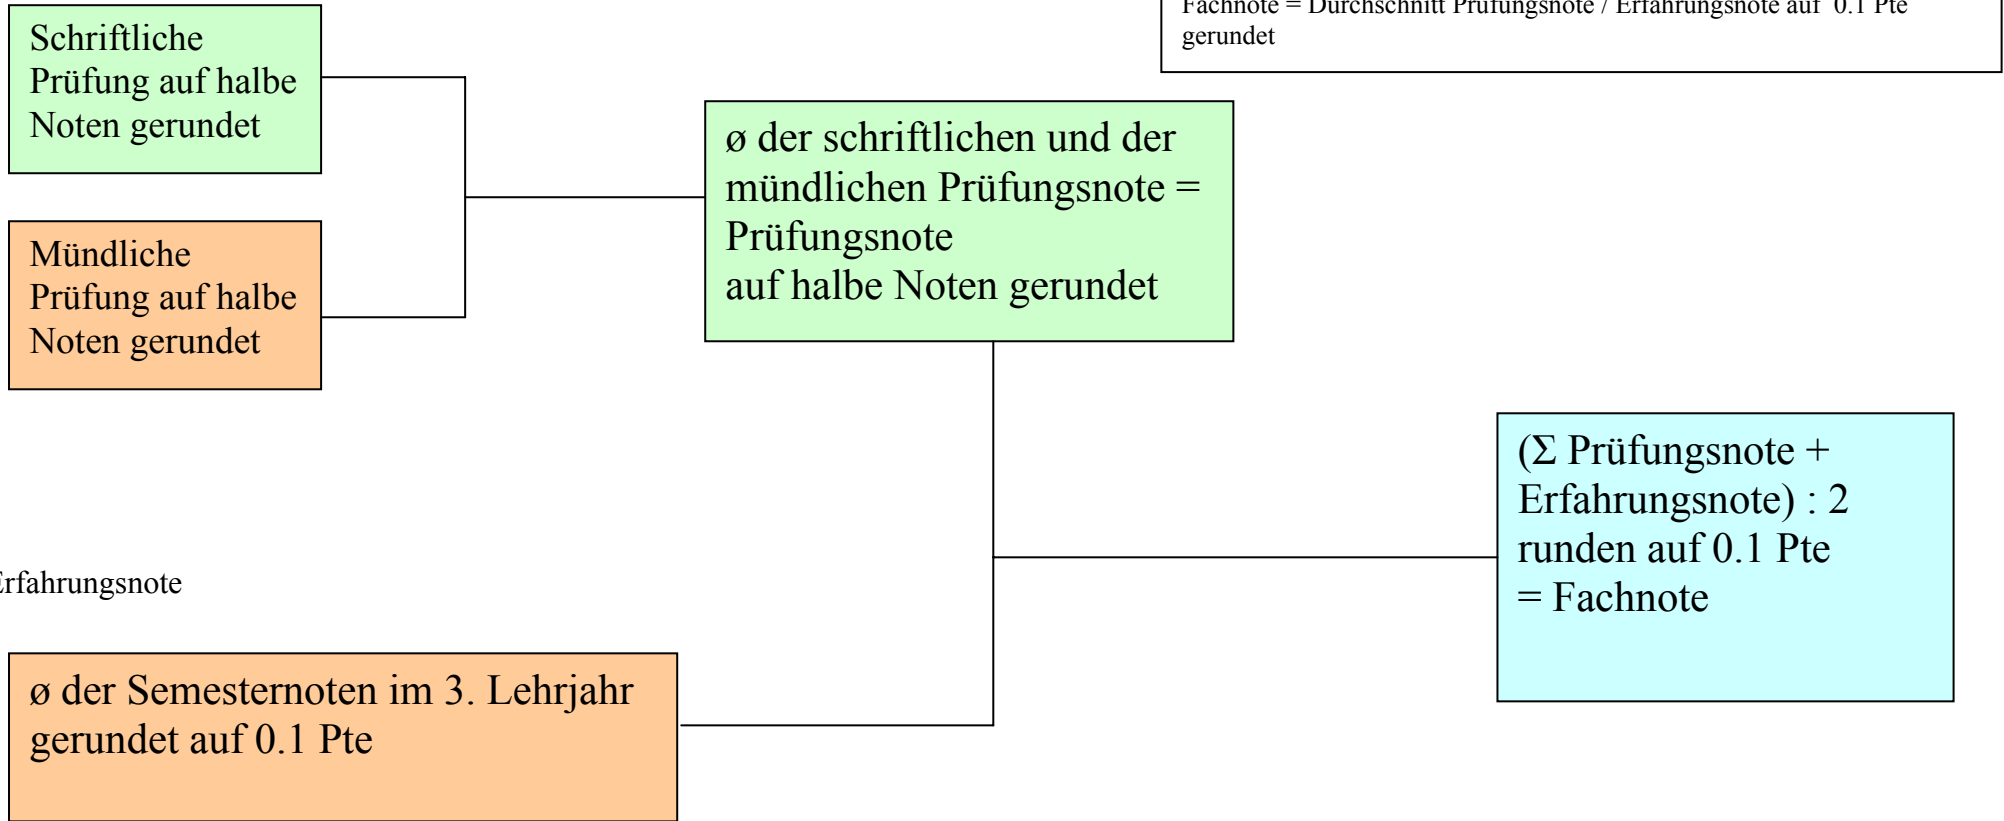 Fachnote = Durchschnitt Prüfungsnote / Erfahrungsnote auf 0.1 Pte
gerundet
Schriftliche
Prüfung auf halbe
Noten gerundet
ø der schriftlichen und der
mündlichen Prüfungsnote =
Prüfungsnote
auf halbe Noten gerundet
Mündliche
Prüfung auf halbe
Noten gerundet
(Σ Prüfungsnote +
Erfahrungsnote) : 2
runden auf 0.1 Pte
= Fachnote
Erfahrungsnote
ø der Semesternoten im 3. Lehrjahr
gerundet auf 0.1 Pte